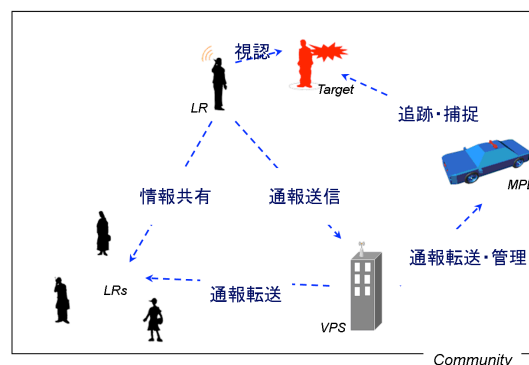 視認
LR
Target
追跡・捕捉
情報共有
通報送信
通報転送・管理
LRs
通報転送
VPS
Community